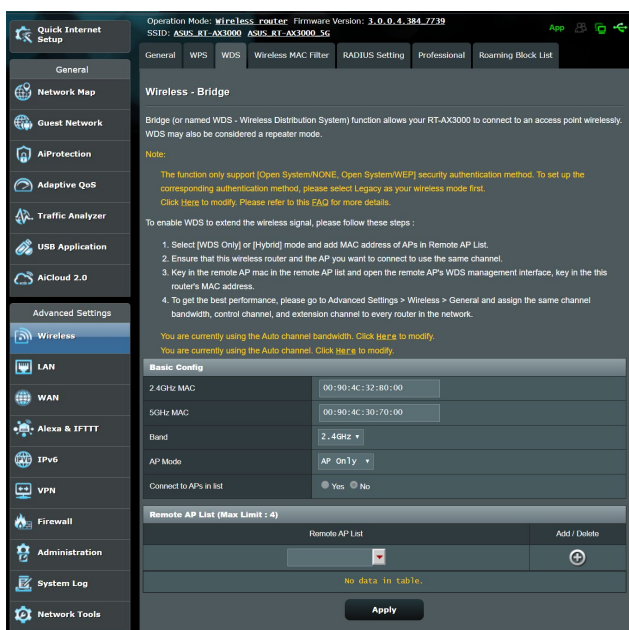 Quick Internet
Setup
General
Network Map
Guest Network
AiProtection
Adaptive QoS
Traffic Analyzer
USB Application
AiCloud 2.0
Advanced Settings
Wireless
LAN
WAN
Alexa & IFTTT
IPv6
VPN
Firewall
Administration
System Log
Network Tools
Operation Mode: Wireless router Firmware Version: 3.0.0.4.384_7739
SSID: ASUS_RT-AX3000 ASUS_RT-AX3000_5G
App
General WPS WDS Wireless MAC Filter RADIUS Setting Professional Roaming Block List
Wireless - Bridge
Bridge (or named WDS - Wireless Distribution System) function allows your RT-AX3000 to connect to an access point wirelessly.
WDS may also be considered a repeater mode.
Note:
The function only support [Open System/NONE, Open System/WEP] security authentication method. To set up the
corresponding authentication method, please select Legacy as your wireless mode first.
Click Here to modify. Please refer to this FAQ for more details.
To enable WDS to extend the wireless signal, please follow these steps :
1. Select [WDS Only] or [Hybrid] mode and add MAC address of APs in Remote AP List.
2. Ensure that this wireless router and the AP you want to connect to use the same channel.
3. Key in the remote AP mac in the remote AP list and open the remote AP's WDS management interface, key in the this
router's MAC address.
4. To get the best performance, please go to Advanced Settings > Wireless > General and assign the same channel
bandwidth, control channel, and extension channel to every router in the network.
You are currently using the Auto channel bandwidth. Click Here to modify.
You are currently using the Auto channel. Click Here to modify.
Basic Config
2.4GHz MAC 00:90:4C:32:B0:00
5GHz MAC 00:90:4C:30:70:00
Band 2.4GHz
AP Mode AP Only
Connect to APs in list Yes No
Remote AP List (Max Limit : 4)
Remote AP List Add / Delete
No data in table.
Apply